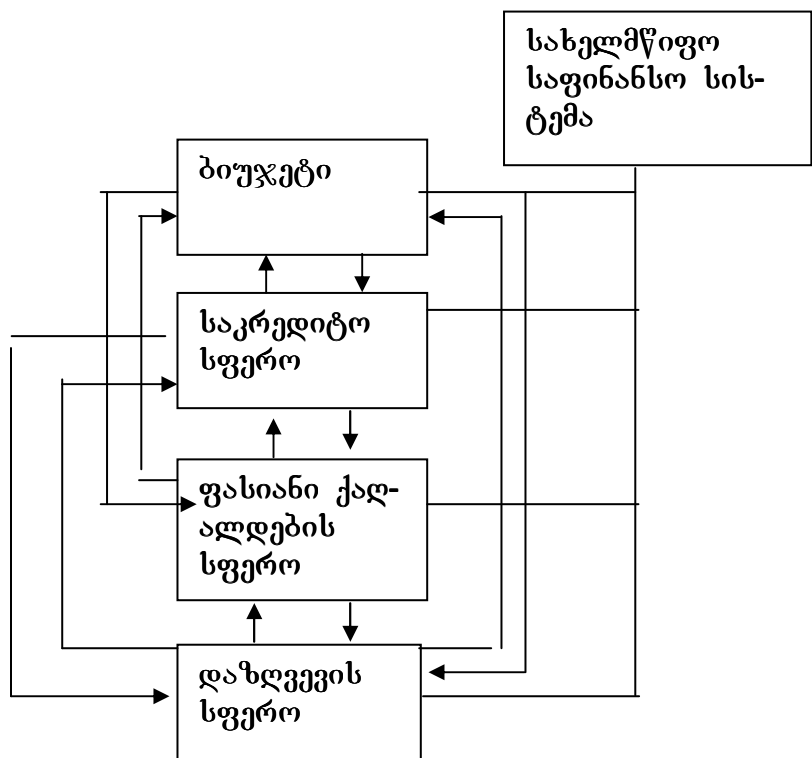 სახელმწიფო
საფინანსო სის-
ტემა
ბიუჯეტი
საკრედიტო
სფერო
ფასიანი ქაღ-
ალდების
სფერო
დაზღვევის
სფერო